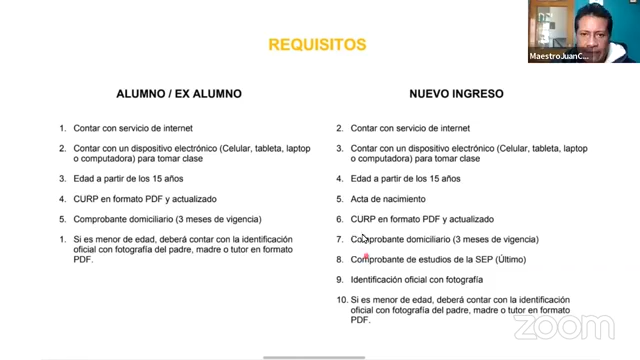 REQUISITOS
MaestroJuanC...
ALUMNO / EX ALUMNO
1. Contar con servicio de internet
2. Contar con un dispositivo electrónico (Celular, tableta, laptop
o computadora) para tomar clase
3. Edad a partir de los 15 años
4. CURP en formato PDF y actualizado
5. Comprobante domiciliario (3 meses de vigencia)
1. Si es menor de edad, deberá contar con la identificación
oficial con fotografía del padre, madre o tutor en formato
PDF.
NUEVO INGRESO
2. Contar con servicio de internet
3. Contar con un dispositivo electrónico (Celular, tableta, laptop
o computadora) para tomar clase
4. Edad a partir de los 15 años
5. Acta de nacimiento
6. CURP en formato PDF y actualizado
7. Comprobante domiciliario (3 meses de vigencia)
8. Comprobante de estudios de la SEP (Último)
9. Identificación oficial con fotografía
10. Si es menor de edad, deberá contar con la identificación
oficial con fotografía del padre, madre o tutor en formato
PDF.
zoom